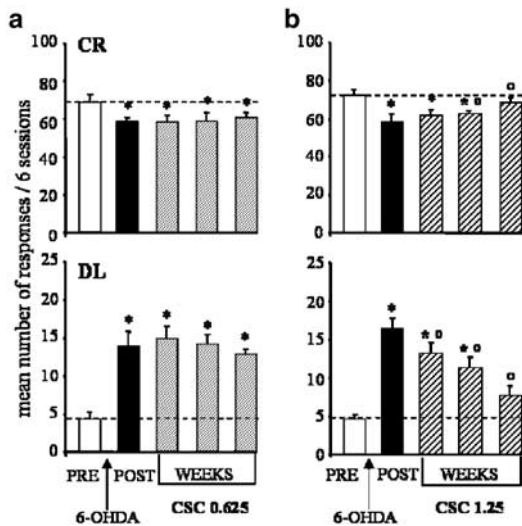 a
b
mean number of responses / 6 sessions
CR
100
80
60
40
20
0
* * * *
100
80
60
40
20
0
* * * ¤ ¤
DL
25
20
15
10
5
0
* * * *
25
20
15
10
5
0
* * ¤ * ¤ ¤
PRE POST WEEKS
6-OHDA CSC 0.625
PRE POST WEEKS
6-OHDA CSC 1.25